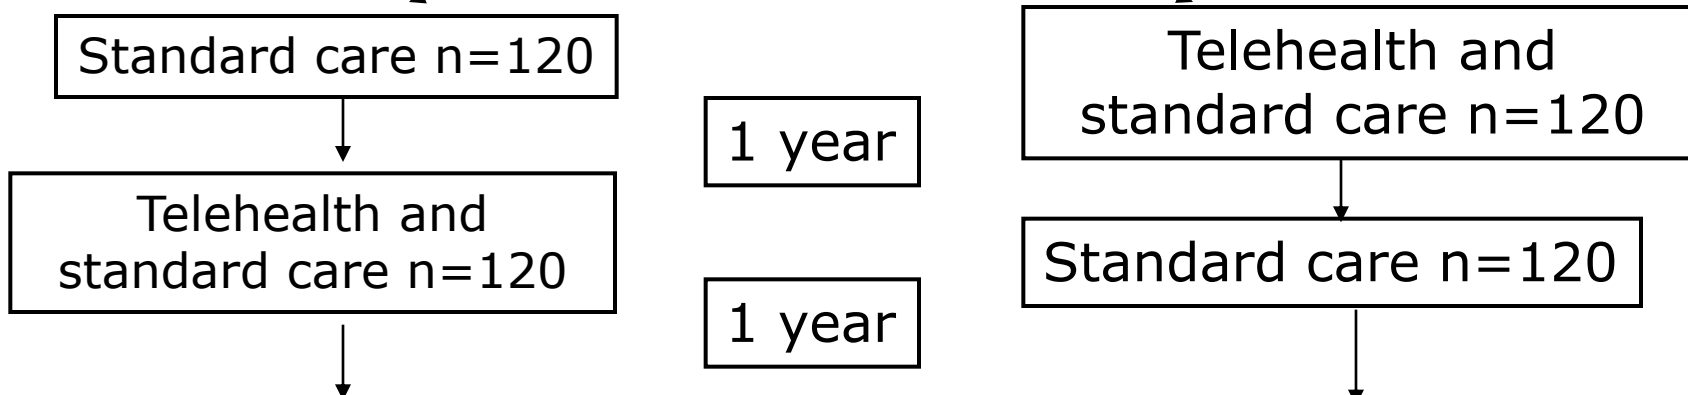 Standard care n=120
Telehealth and
standard care n=120
1 year
Telehealth and
standard care n=120
Standard care n=120
1 year